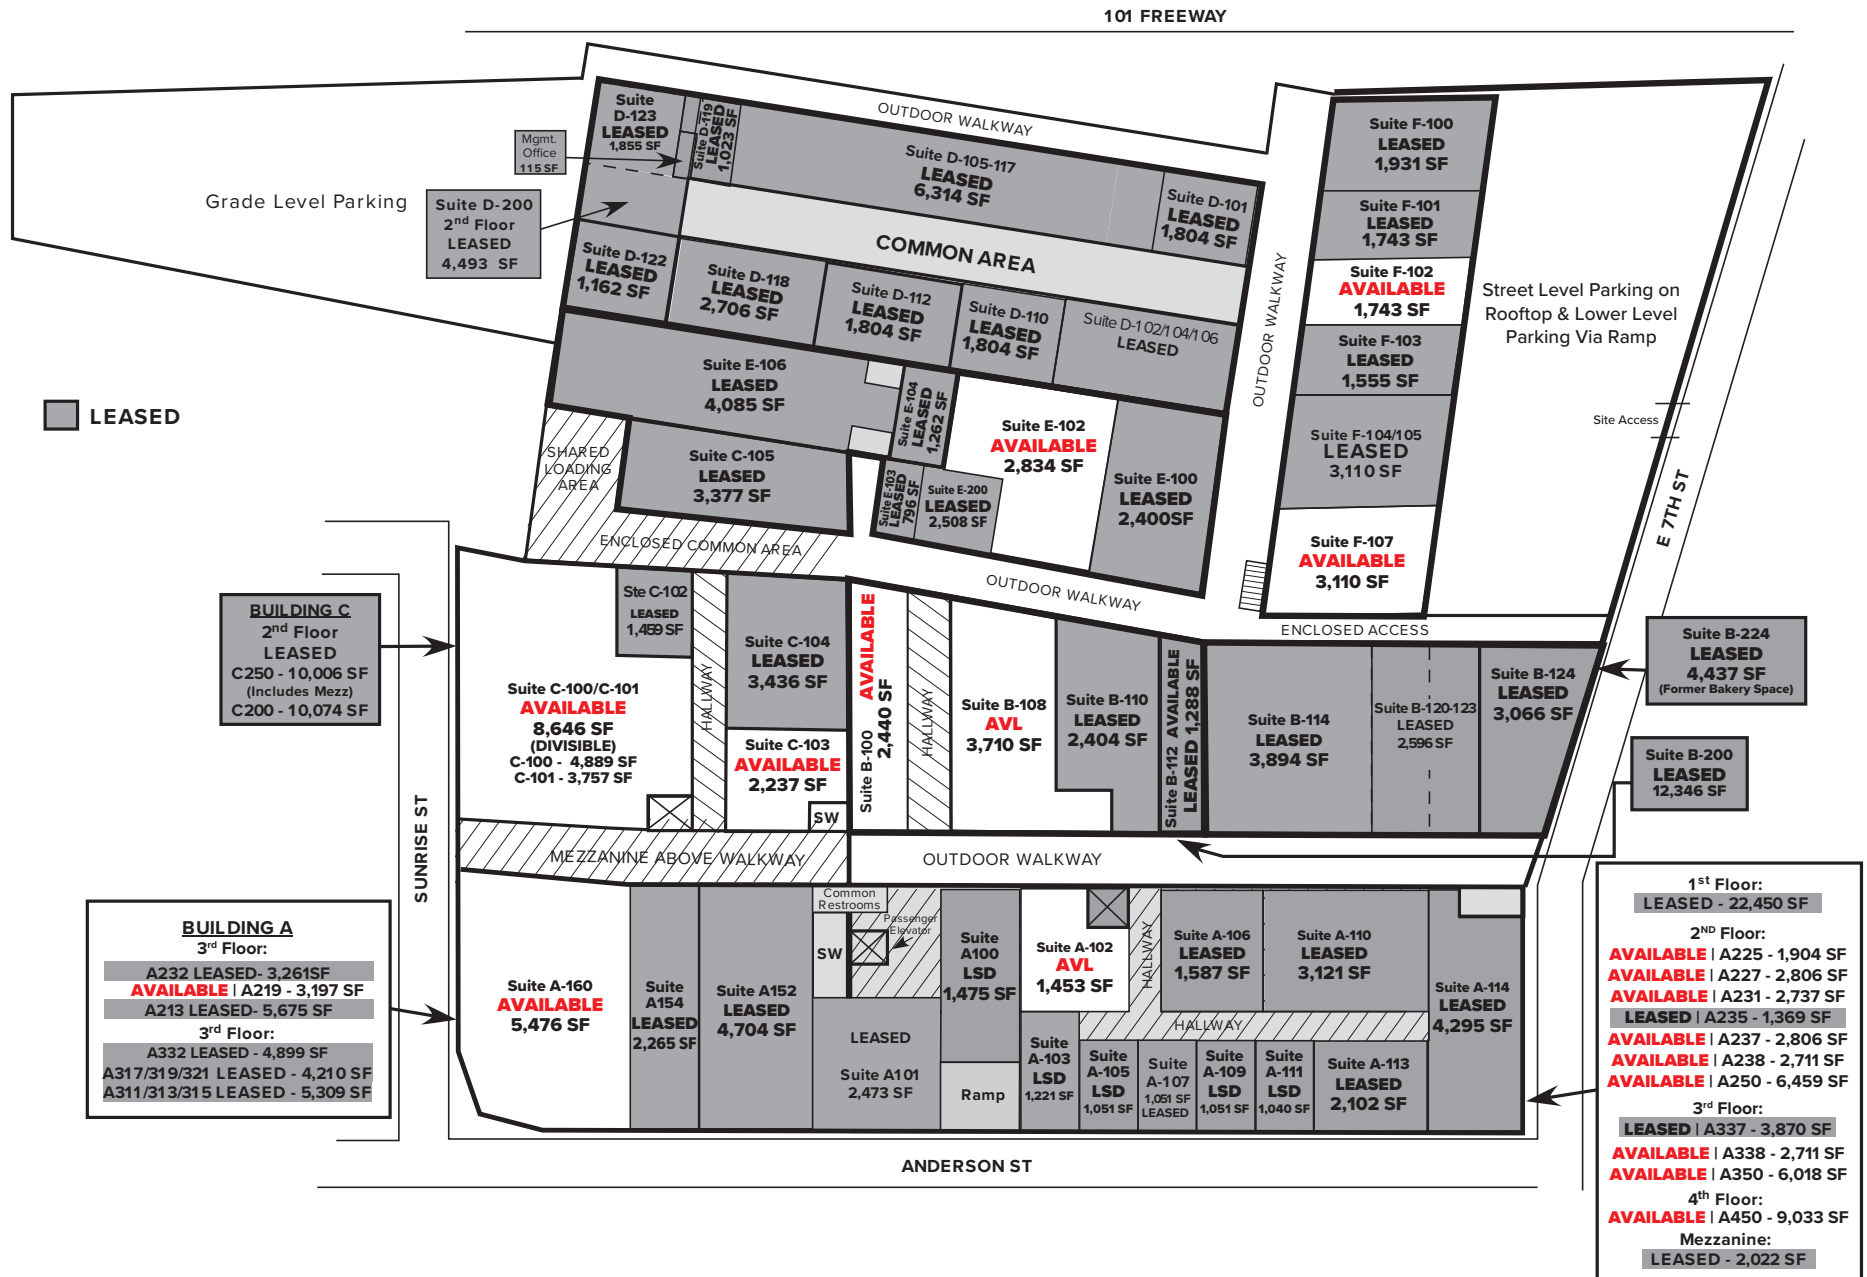 101 FREEWAY
OUTDOOR WALKWAY
Suite
D-123
LEASED
1,855 SF
Suite D-119
LEASED
1,023 SF
Mgmt.
Office
115 SF
Suite D-105-117
LEASED
6,314 SF
Suite D-101
LEASED
1,804 SF
Grade Level Parking
Suite D-200
2nd Floor
LEASED
4,493 SF
COMMON AREA
Suite D-122
LEASED
1,162 SF
Suite D-118
LEASED
2,706 SF
Suite D-112
LEASED
1,804 SF
Suite D-110
LEASED
1,804 SF
Suite D-102/104/106
LEASED
OUTDOOR WALKWAY
Suite F-100
LEASED
1,931 SF
Suite F-101
LEASED
1,743 SF
Suite F-102
AVAILABLE
1,743 SF
Suite F-103
LEASED
1,555 SF
Suite F-104/105
LEASED
3,110 SF
Suite F-107
AVAILABLE
3,110 SF
Street Level Parking on
Rooftop & Lower Level
Parking Via Ramp
Site Access
E 7TH ST
LEASED
Suite E-106
LEASED
4,085 SF
Suite E-104
LEASED
1,262 SF
Suite E-102
AVAILABLE
2,834 SF
Suite E-100
LEASED
2,400SF
SHARED
LOADING
AREA
Suite C-105
LEASED
3,377 SF
Suite E-103
LEASED
796 SF
Suite E-200
LEASED
2,508 SF
ENCLOSED COMMON AREA
OUTDOOR WALKWAY
ENCLOSED ACCESS
BUILDING C
2nd Floor
LEASED
C250 - 10,006 SF
(Includes Mezz)
C200 - 10,074 SF
Ste C-102
LEASED
1,459 SF
HALLWAY
Suite C-104
LEASED
3,436 SF
Suite C-100/C-101
AVAILABLE
8,646 SF
(DIVISIBLE)
C-100 - 4,889 SF
C-101 - 3,757 SF
Suite C-103
AVAILABLE
2,237 SF
SW
Suite B-100 AVAILABLE
2,440 SF
HALLWAY
Suite B-108
AVL
3,710 SF
Suite B-110
LEASED
2,404 SF
Suite B-112 AVAILABLE
LEASED 1,288 SF
Suite B-114
LEASED
3,894 SF
Suite B-120-123
LEASED
2,596 SF
Suite B-124
LEASED
3,066 SF
Suite B-224
LEASED
4,437 SF
(Former Bakery Space)
Suite B-200
LEASED
12,346 SF
SUNRISE ST
MEZZANINE ABOVE WALKWAY
OUTDOOR WALKWAY
BUILDING A
3rd Floor:
A232 LEASED- 3,261SF
AVAILABLE | A219 - 3,197 SF
A213 LEASED- 5,675 SF
3rd Floor:
A332 LEASED - 4,899 SF
A317/319/321 LEASED - 4,210 SF
A311/313/315 LEASED - 5,309 SF
Suite A-160
AVAILABLE
5,476 SF
Suite
A154
LEASED
2,265 SF
Suite A152
LEASED
4,704 SF
Common
Restrooms
Passenger
Elevator
SW
LEASED
Suite A101
2,473 SF
Suite
A100
LSD
1,475 SF
Ramp
Suite A-102
AVL
1,453 SF
HALLWAY
Suite A-106
LEASED
1,587 SF
Suite A-110
LEASED
3,121 SF
Suite A-114
LEASED
4,295 SF
HALLWAY
Suite
A-103
LSD
1,221 SF
Suite
A-105
LSD
1,051 SF
Suite
A-107
1,051 SF
LEASED
Suite
A-109
LSD
1,051 SF
Suite
A-111
LSD
1,040 SF
Suite A-113
LEASED
2,102 SF
ANDERSON ST
1st Floor:
LEASED - 22,450 SF
2ND Floor:
AVAILABLE | A225 - 1,904 SF
AVAILABLE | A227 - 2,806 SF
AVAILABLE | A231 - 2,737 SF
LEASED | A235 - 1,369 SF
AVAILABLE | A237 - 2,806 SF
AVAILABLE | A238 - 2,711 SF
AVAILABLE | A250 - 6,459 SF
3rd Floor:
LEASED | A337 - 3,870 SF
AVAILABLE | A338 - 2,711 SF
AVAILABLE | A350 - 6,018 SF
4th Floor:
AVAILABLE | A450 - 9,033 SF
Mezzanine:
LEASED - 2,022 SF